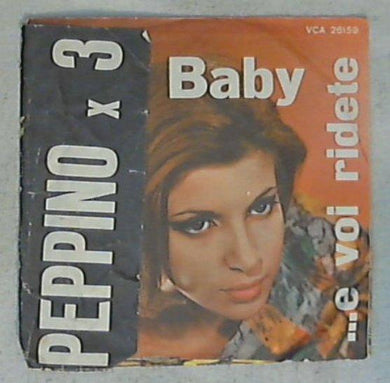 VCA 26159
PEPPINO x 3
Baby
...e voi ridete